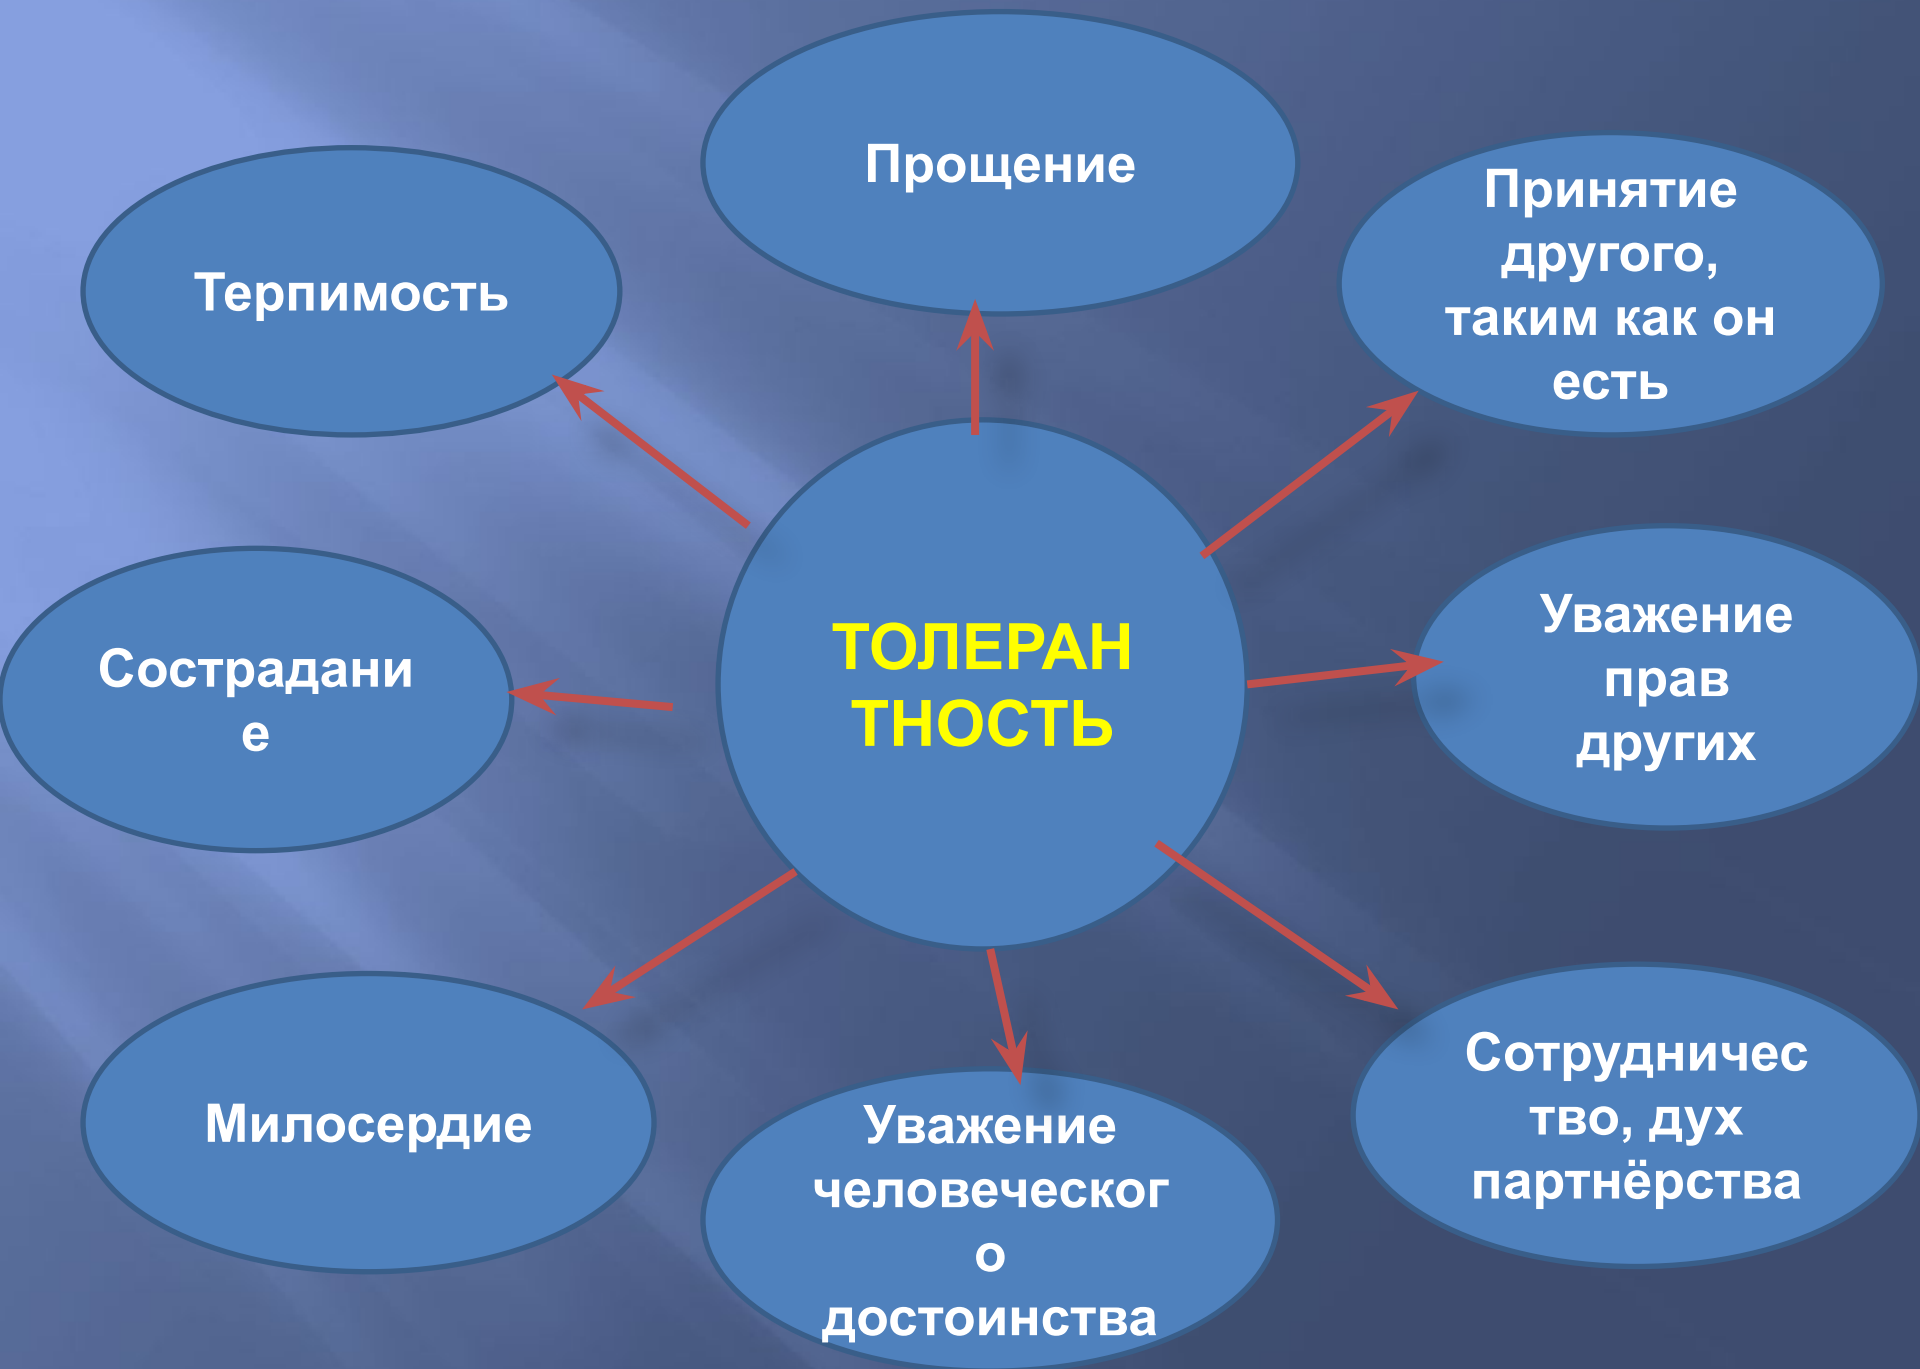 Прощение
Принятие
другого,
таким как он
есть
Терпимость
Уважение
прав
других
ТОЛЕРАН
ТНОСТЬ
Сострадани
е
Сотрудничес
тво, дух
партнёрства
Милосердие
Уважение
человеческог
о
достоинства